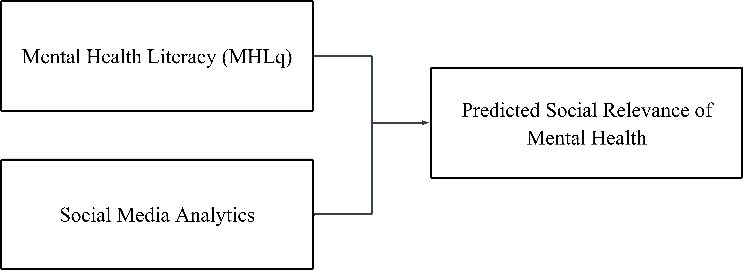 Mental Health Literacy (MHLq)
Predicted Social Relevance of
Mental Health
Social Media Analytics